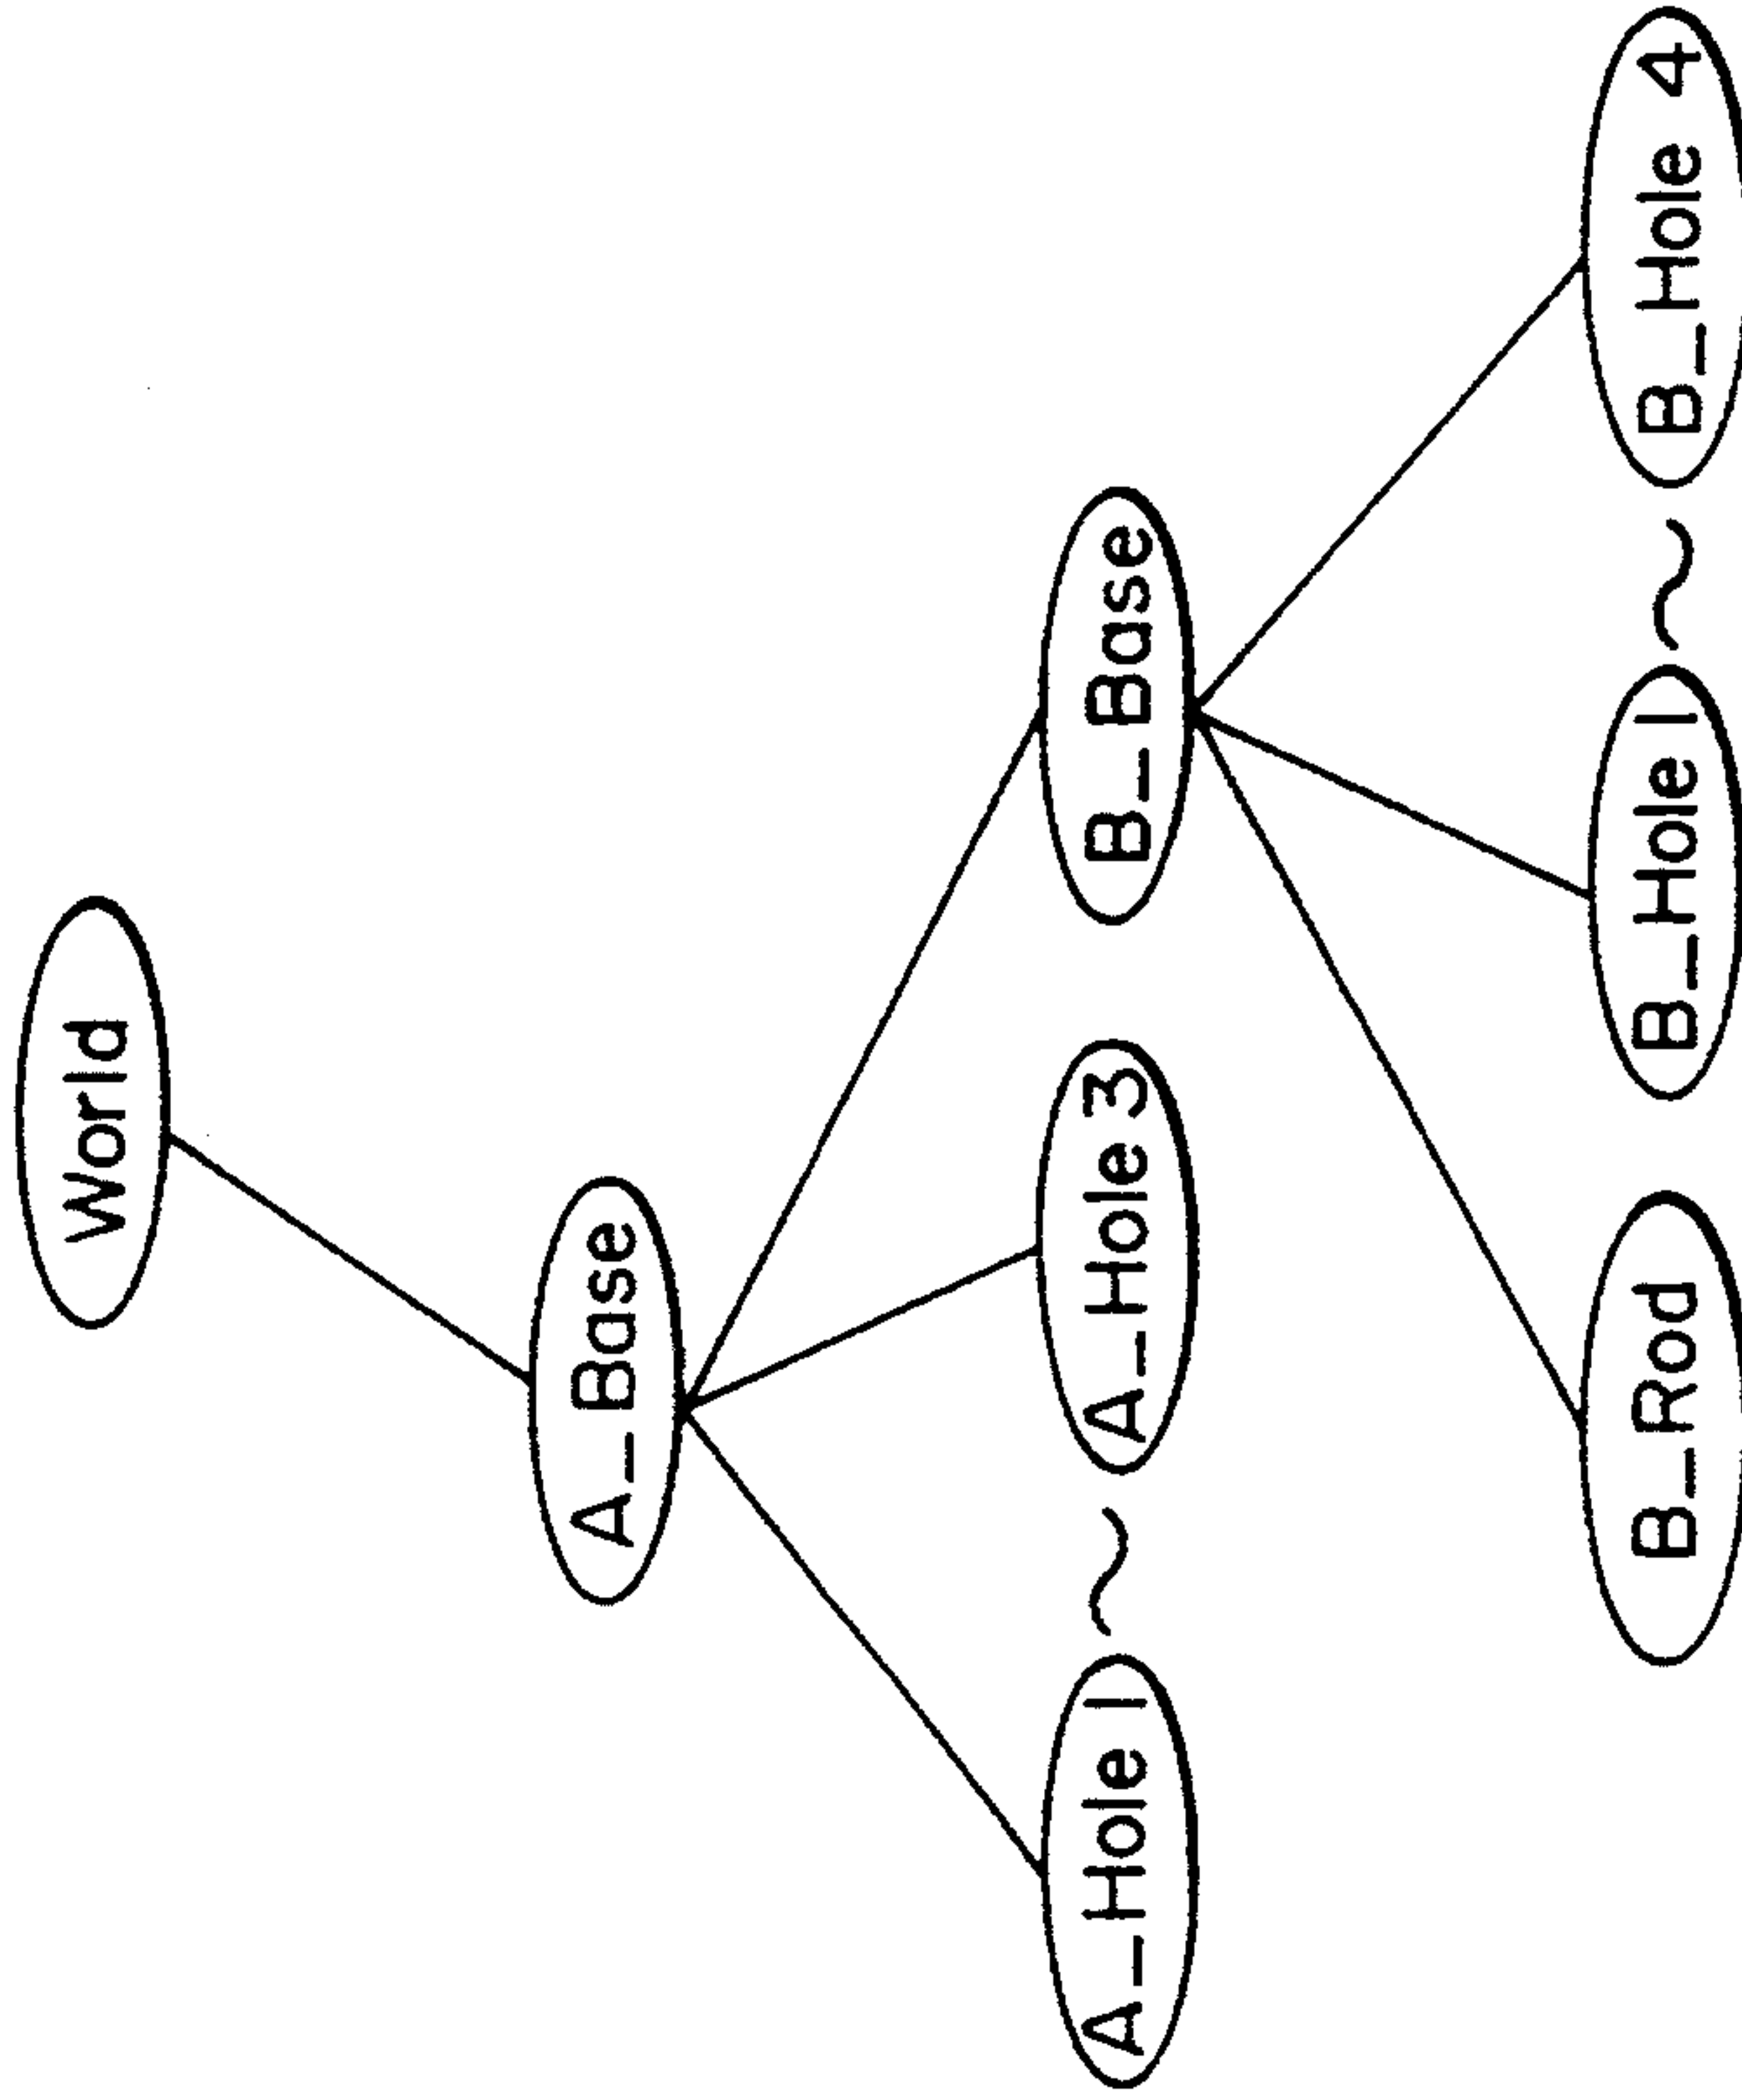 World
A_Base
A_Hole 1 ~ A_Hole 3
B_Base
B_Rod
B_Hole 1 ~ B_Hole 4